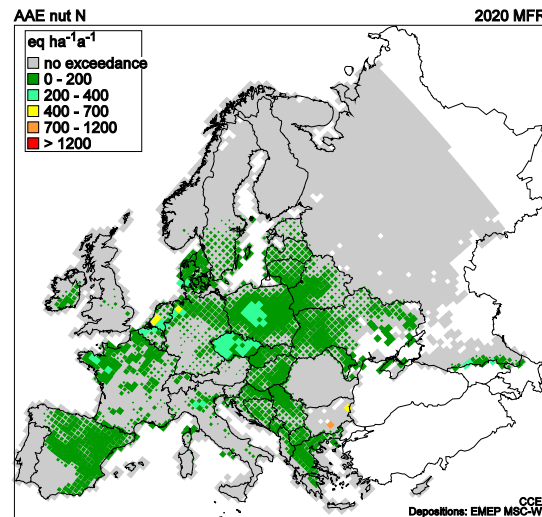 AAE nut N 2020 MFR
eq ha⁻¹a⁻¹
no exceedance
0 - 200
200 - 400
400 - 700
700 - 1200
> 1200
CCE
Depositions: EMEP MSC-W